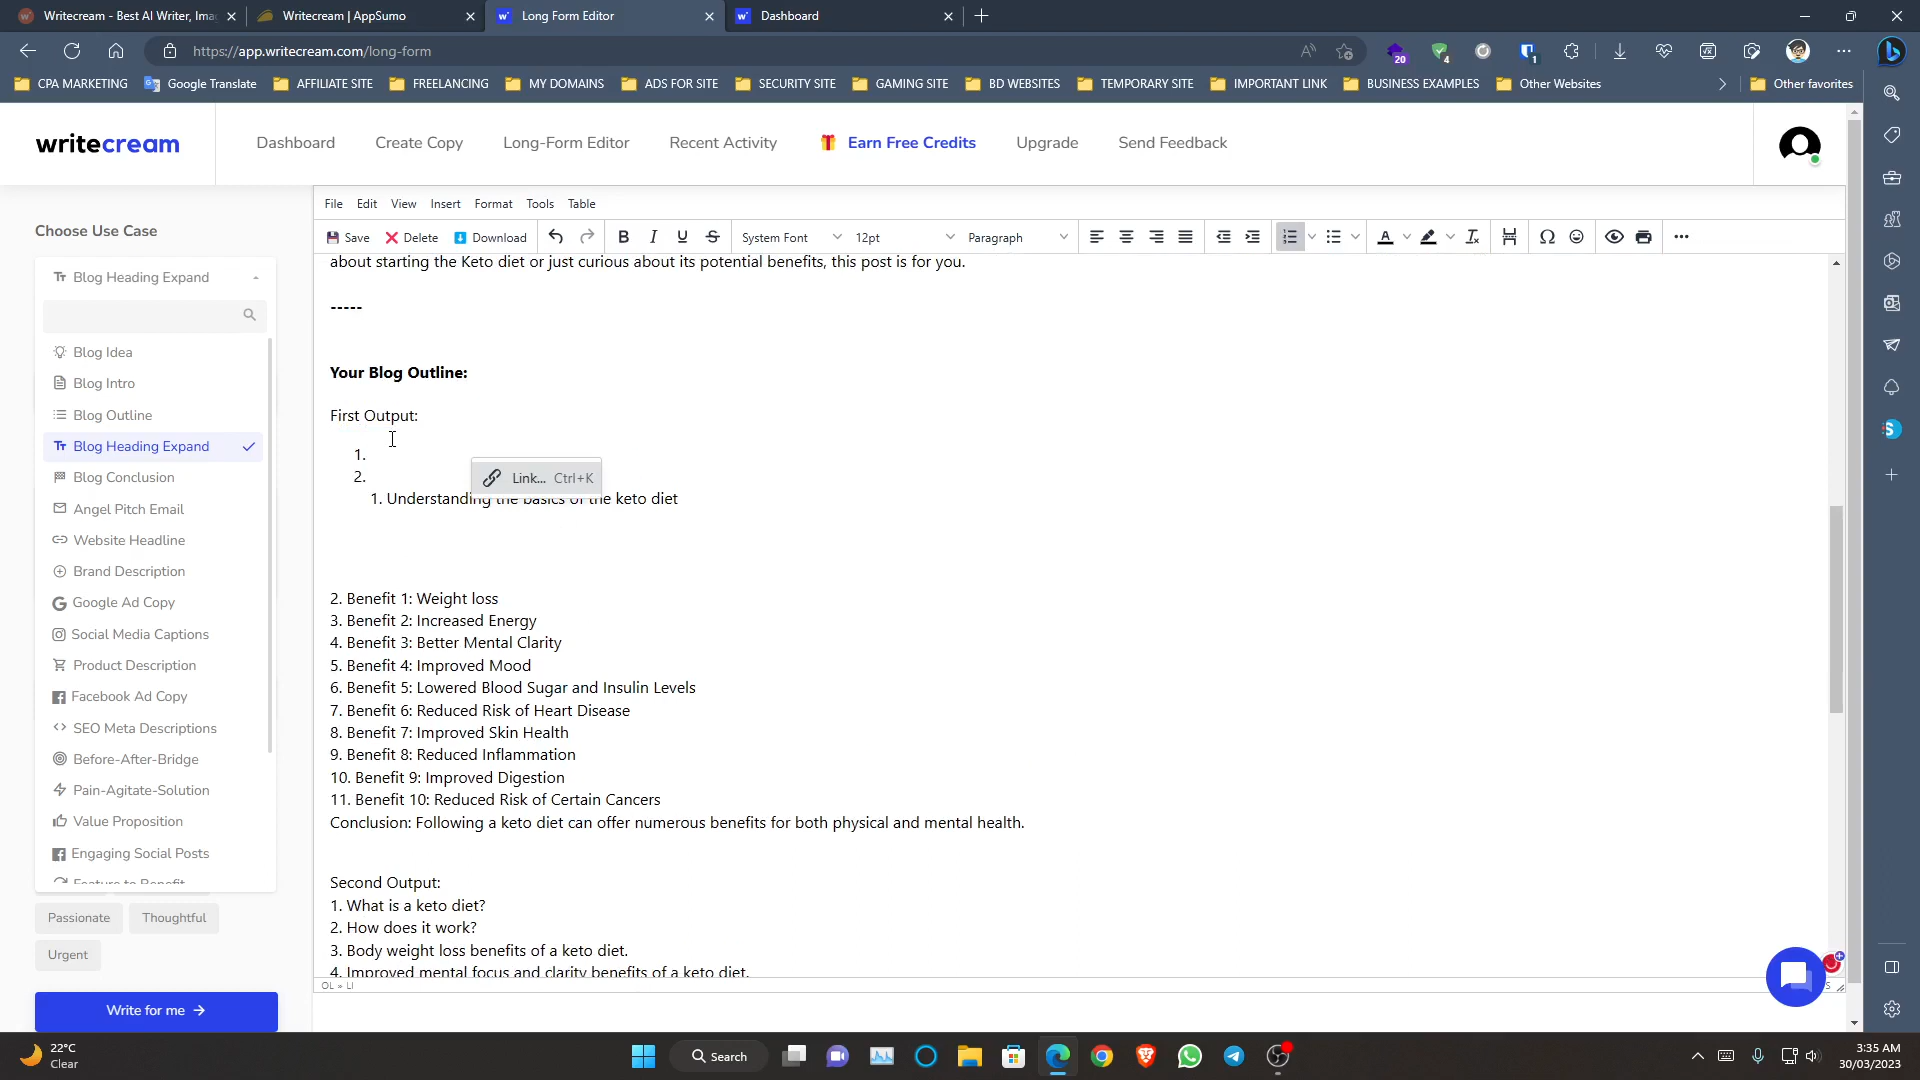 Writecream - Best AI Writer, Ima
Writecream | AppSumo
Long Form Editor
Dashboard
https://app.writecream.com/long-form
20
4
1
CPA MARKETING
Google Translate
AFFILIATE SITE
FREELANCING
MY DOMAINS
ADS FOR SITE
SECURITY SITE
GAMING SITE
BD WEBSITES
TEMPORARY SITE
IMPORTANT LINK
BUSINESS EXAMPLES
Other Websites
Other favorites
writecream
Dashboard
Create Copy
Long-Form Editor
Recent Activity
Earn Free Credits
Upgrade
Send Feedback
Choose Use Case
Blog Heading Expand
Blog Idea
Blog Intro
Blog Outline
Blog Heading Expand
Blog Conclusion
Angel Pitch Email
Website Headline
Brand Description
Google Ad Copy
Social Media Captions
Product Description
Facebook Ad Copy
SEO Meta Descriptions
Before-After-Bridge
Pain-Agitate-Solution
Value Proposition
Engaging Social Posts
Feature to Benefit
Passionate
Thoughtful
Urgent
Write for me
File Edit View Insert Format Tools Table
Save Delete Download
B I U S
System Font
12pt
Paragraph
about starting the Keto diet or just curious about its potential benefits, this post is for you.
-----
Your Blog Outline:
First Output:
1.
2.
Link... Ctrl+K
1. Understanding the basics of the keto diet
2. Benefit 1: Weight loss
3. Benefit 2: Increased Energy
4. Benefit 3: Better Mental Clarity
5. Benefit 4: Improved Mood
6. Benefit 5: Lowered Blood Sugar and Insulin Levels
7. Benefit 6: Reduced Risk of Heart Disease
8. Benefit 7: Improved Skin Health
9. Benefit 8: Reduced Inflammation
10. Benefit 9: Improved Digestion
11. Benefit 10: Reduced Risk of Certain Cancers
Conclusion: Following a keto diet can offer numerous benefits for both physical and mental health.
Second Output:
1. What is a keto diet?
2. How does it work?
3. Body weight loss benefits of a keto diet.
4. Improved mental focus and clarity benefits of a keto diet.
OL » LI
22°C
Clear
Search
3:35 AM
30/03/2023